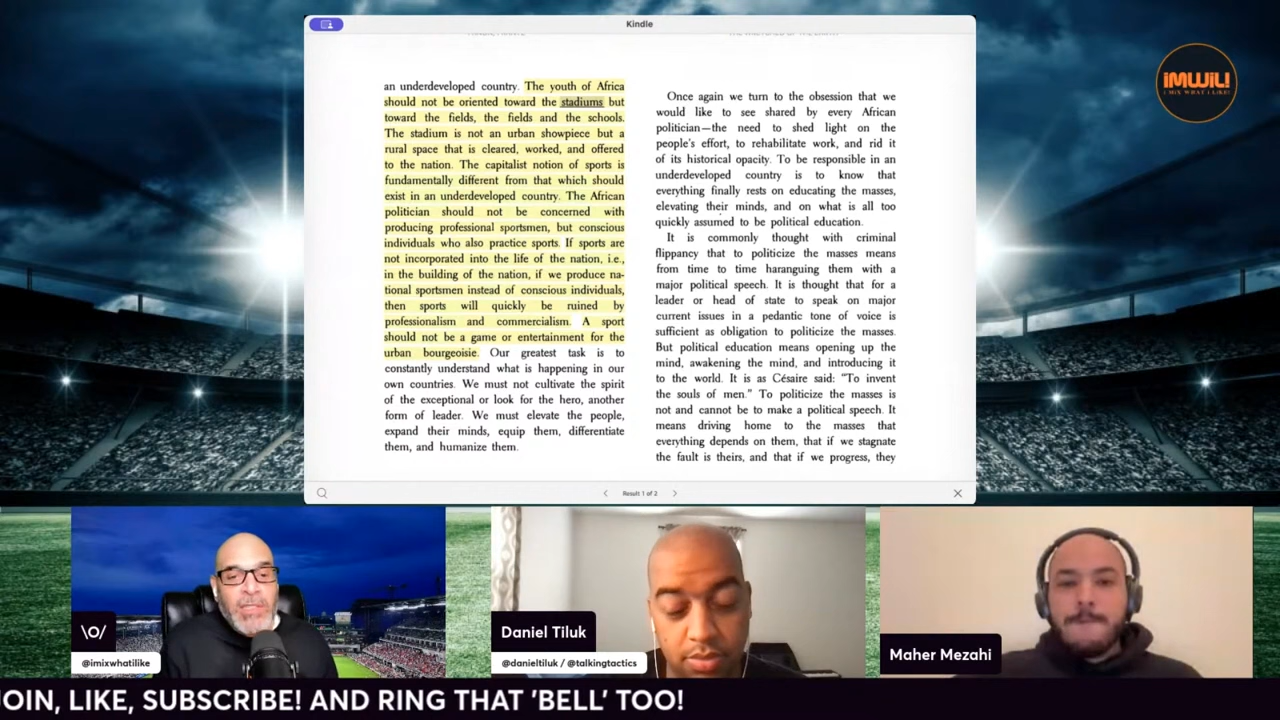 Kindle
an underdeveloped country. The youth of Africa
should not be oriented toward the stadiums but
toward the fields, the fields and the schools.
The stadium is not an urban showpiece but a
rural space that is cleared, worked, and offered
to the nation. The capitalist notion of sports is
fundamentally different from that which should
exist in an underdeveloped country. The African
politician should not be concerned with
producing professional sportsmen, but conscious
individuals who also practice sports. If sports are
not incorporated into the life of the nation, i.e.,
in the building of the nation, if we produce na-
tional sportsmen instead of conscious individuals,
then sports will quickly be ruined by
professionalism and commercialism. A sport
should not be a game or entertainment for the
urban bourgeoisie. Our greatest task is to
constantly understand what is happening in our
own countries. We must not cultivate the spirit
of the exceptional or look for the hero, another
form of leader. We must elevate the people,
expand their minds, equip them, differentiate
them, and humanize them.
Once again we turn to the obsession that we
would like to see shared by every African
politician—the need to shed light on the
people's effort, to rehabilitate work, and rid it
of its historical opacity. To be responsible in an
underdeveloped country is to know that
everything finally rests on educating the masses,
elevating their minds, and on what is all too
quickly assumed to be political education.
It is commonly thought with criminal
flippancy that to politicize the masses means
from time to time haranguing them with a
major political speech. It is thought that for a
leader or head of state to speak on major
current issues in a pedantic tone of voice is
sufficient as obligation to politicize the masses.
But political education means opening up the
mind, awakening the mind, and introducing it
to the world. It is as Césaire said: "To invent
the souls of men." To politicize the masses is
not and cannot be to make a political speech. It
means driving home to the masses that
everything depends on them, that if we stagnate
the fault is theirs, and that if we progress, they
Result 1 of 2
iMWiL!
I MIX WHAT I LIKE!
\O/
@imixwhatilike
Daniel Tiluk
@danieltiluk / @talkingtactics
Maher Mezahi
JOIN, LIKE, SUBSCRIBE! AND RING THAT 'BELL' TOO!